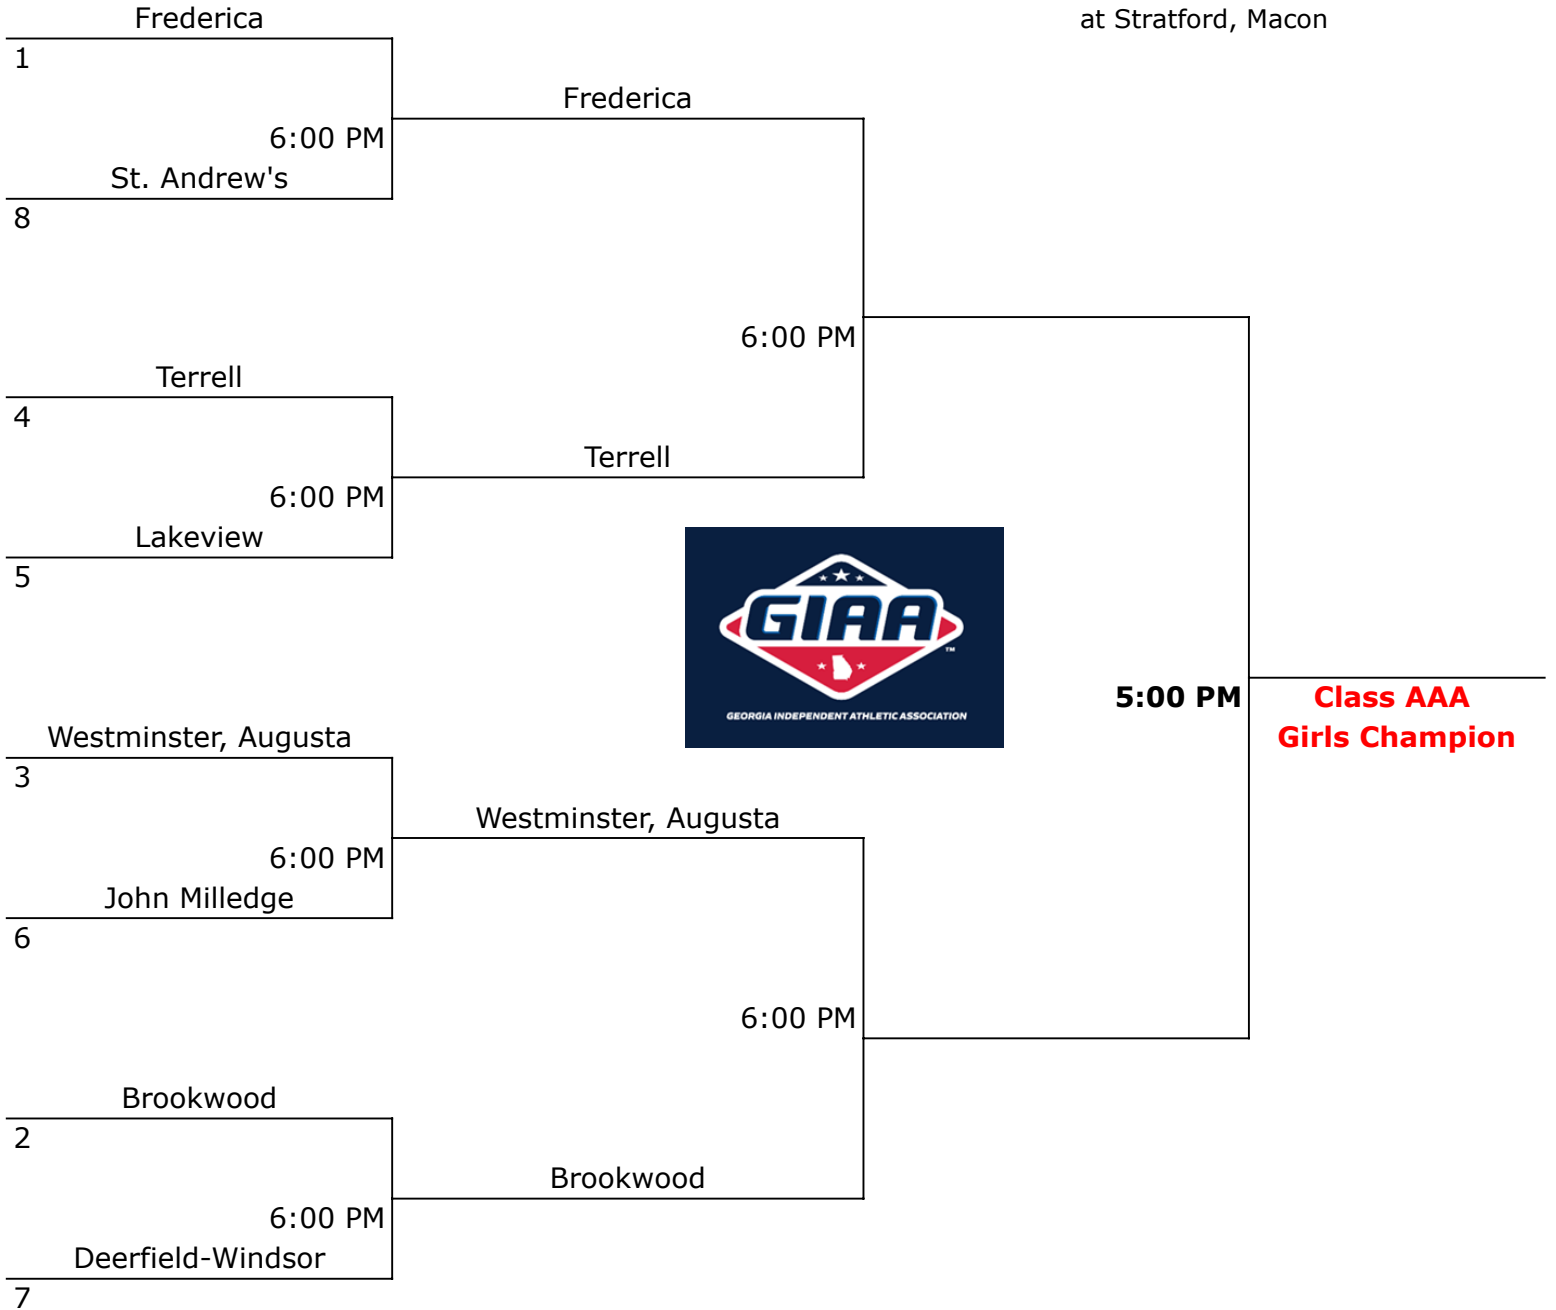 Frederica
at Stratford, Macon
1
Frederica
6:00 PM
St. Andrew's
8
6:00 PM
Terrell
4
Terrell
6:00 PM
Lakeview
5
GIAA
TM
GEORGIA INDEPENDENT ATHLETIC ASSOCIATION
5:00 PM
Class AAA
Girls Champion
Westminster, Augusta
3
Westminster, Augusta
6:00 PM
John Milledge
6
6:00 PM
Brookwood
2
Brookwood
6:00 PM
Deerfield-Windsor
7